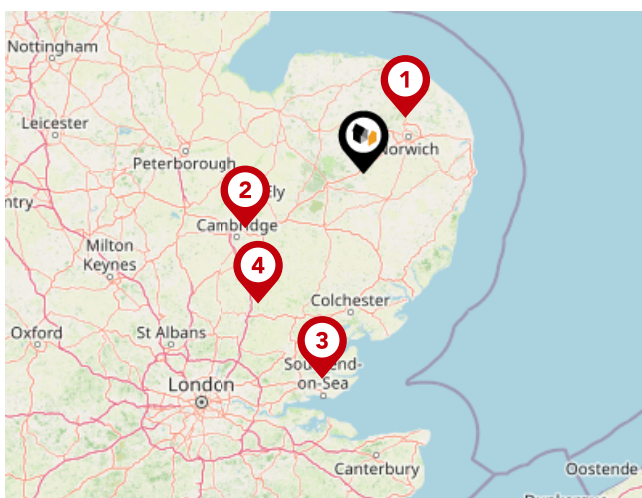 Nottingham
1
Leicester
Norwich
Peterborough
2
Ely
ntry
Cambridge
4
Milton
Keynes
Colchester
Oxford
St Albans
3
Southend-
on-Sea
London
Canterbury
Oostende